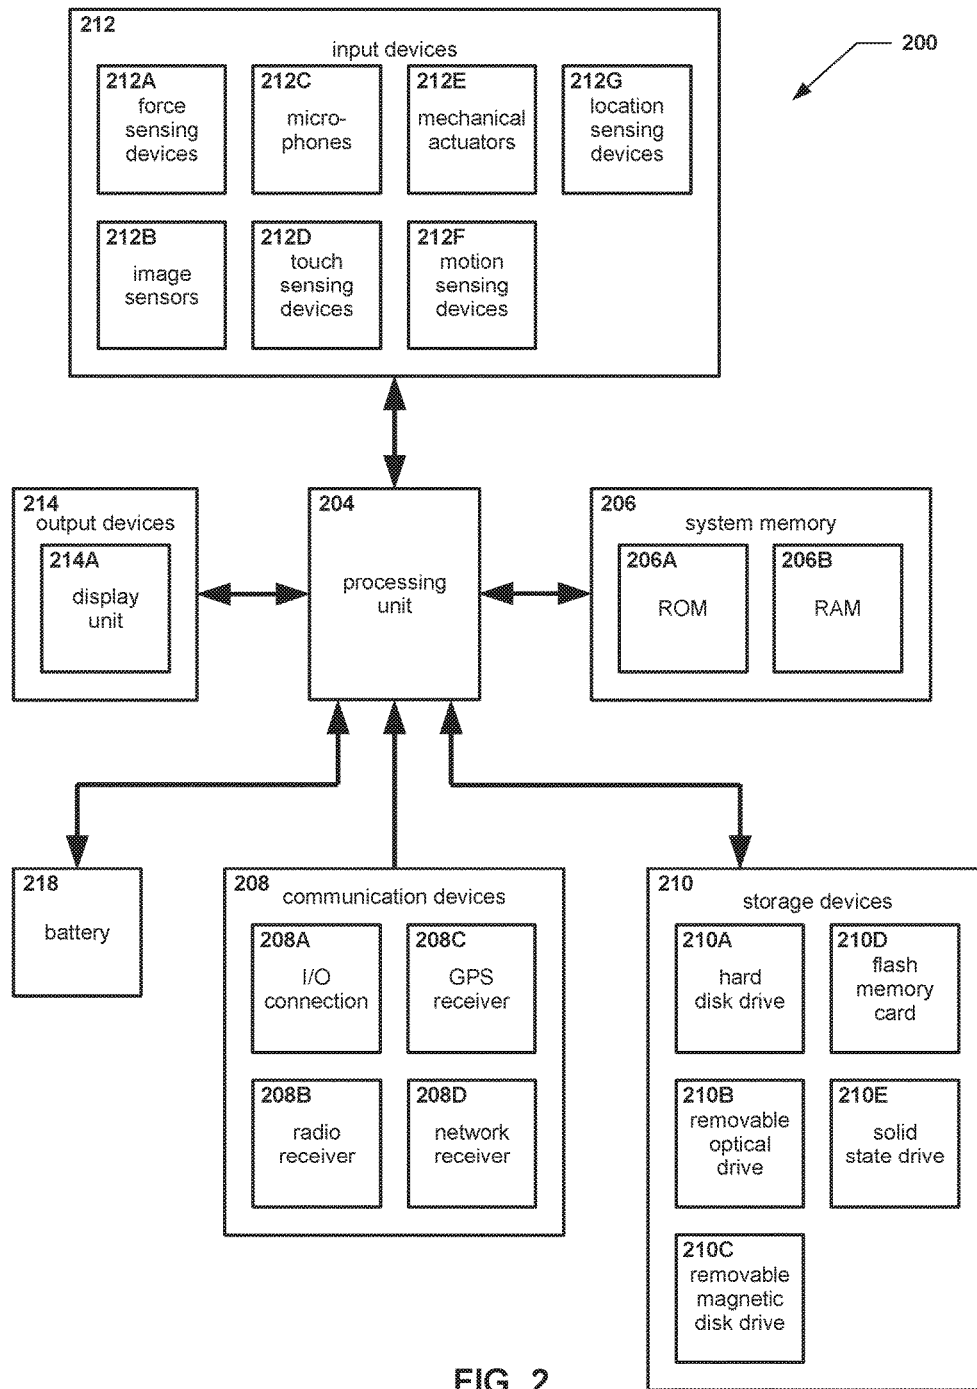 212
input devices
200
212A
force
sensing
devices
212C
micro-
phones
212E
mechanical
actuators
212G
location
sensing
devices
212B
image
sensors
212D
touch
sensing
devices
212F
motion
sensing
devices
214
output devices
214A
display
unit
204
processing
unit
206
system memory
206A
ROM
206B
RAM
218
battery
208
communication devices
208A
I/O
connection
208C
GPS
receiver
208B
radio
receiver
208D
network
receiver
210
storage devices
210A
hard
disk drive
210D
flash
memory
card
210B
removable
optical
drive
210E
solid
state drive
210C
removable
magnetic
disk drive
FIG. 2